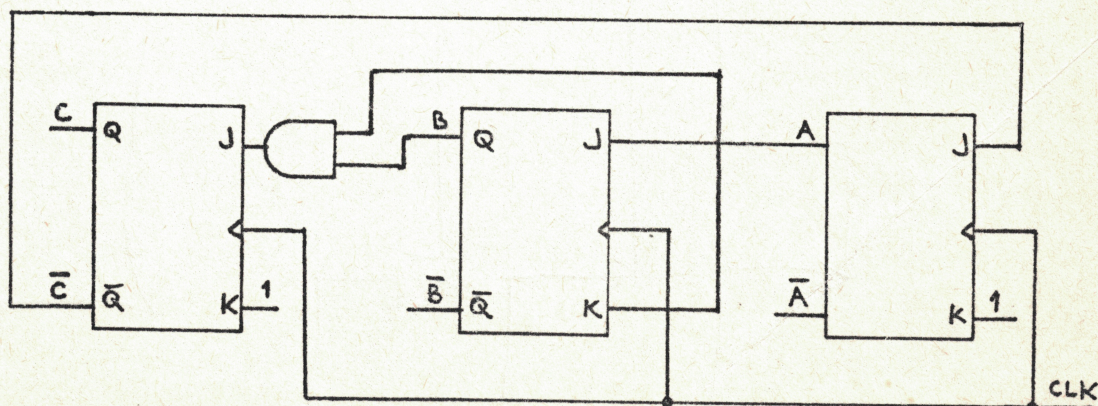 C Q J B Q J A J
C̅ Q̅ K 1 B̅ Q̅ K A̅ K 1
CLK